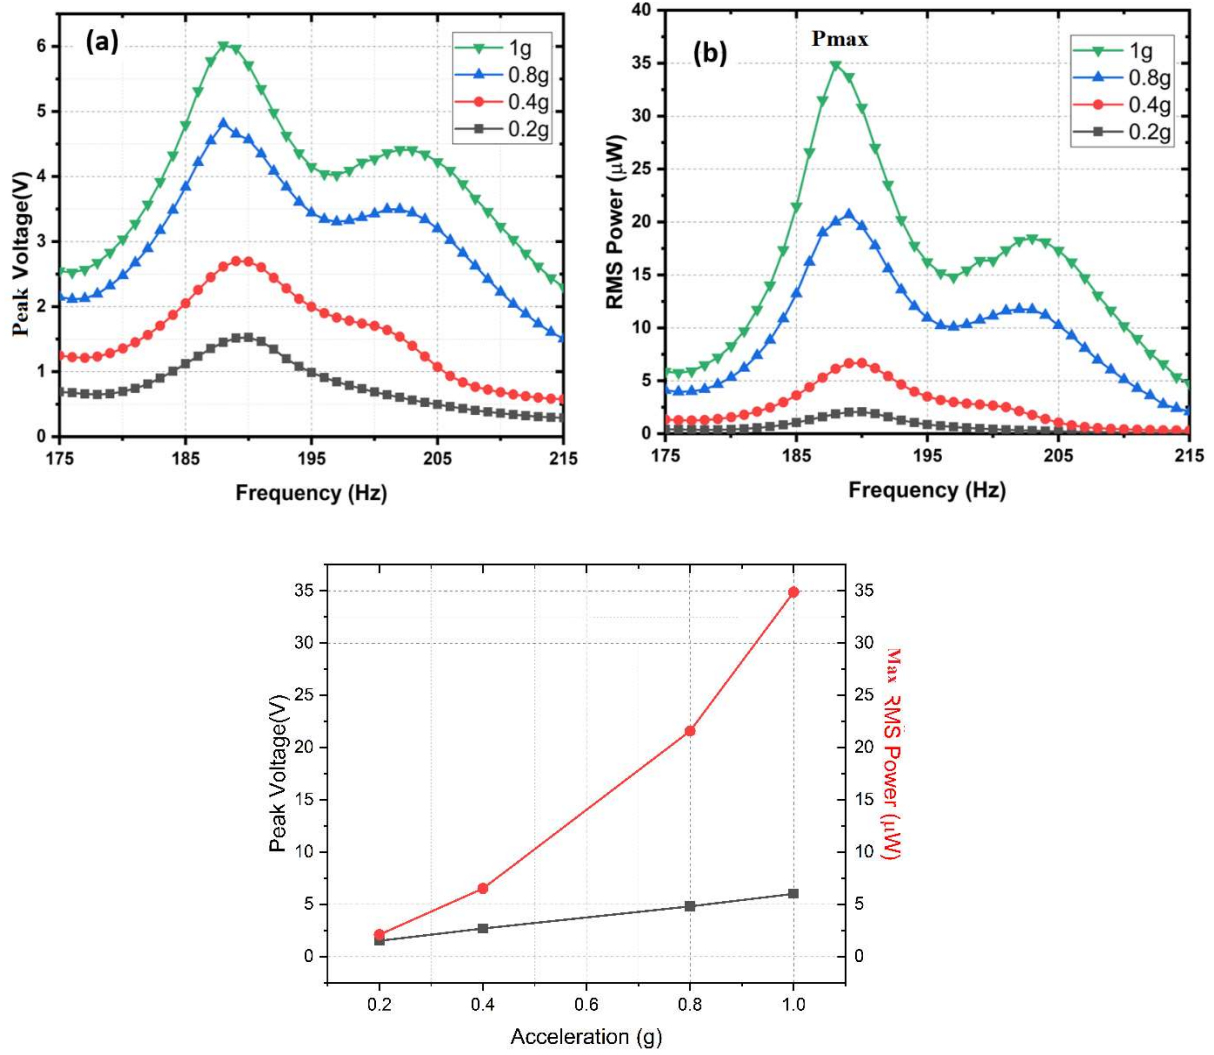 (a)
1g
0.8g
0.4g
0.2g
6
5
4
3
2
1
0
Peak Voltage(V)
175 185 195 205 215
Frequency (Hz)
(b)
Pmax
1g
0.8g
0.4g
0.2g
40
35
30
25
20
15
10
5
0
RMS Power (μW)
175 185 195 205 215
Frequency (Hz)
35
30
25
20
15
10
5
0
Peak Voltage(V)
35
30
25
20
15
10
5
0
Max RMS Power (μW)
0.2 0.4 0.6 0.8 1.0
Acceleration (g)